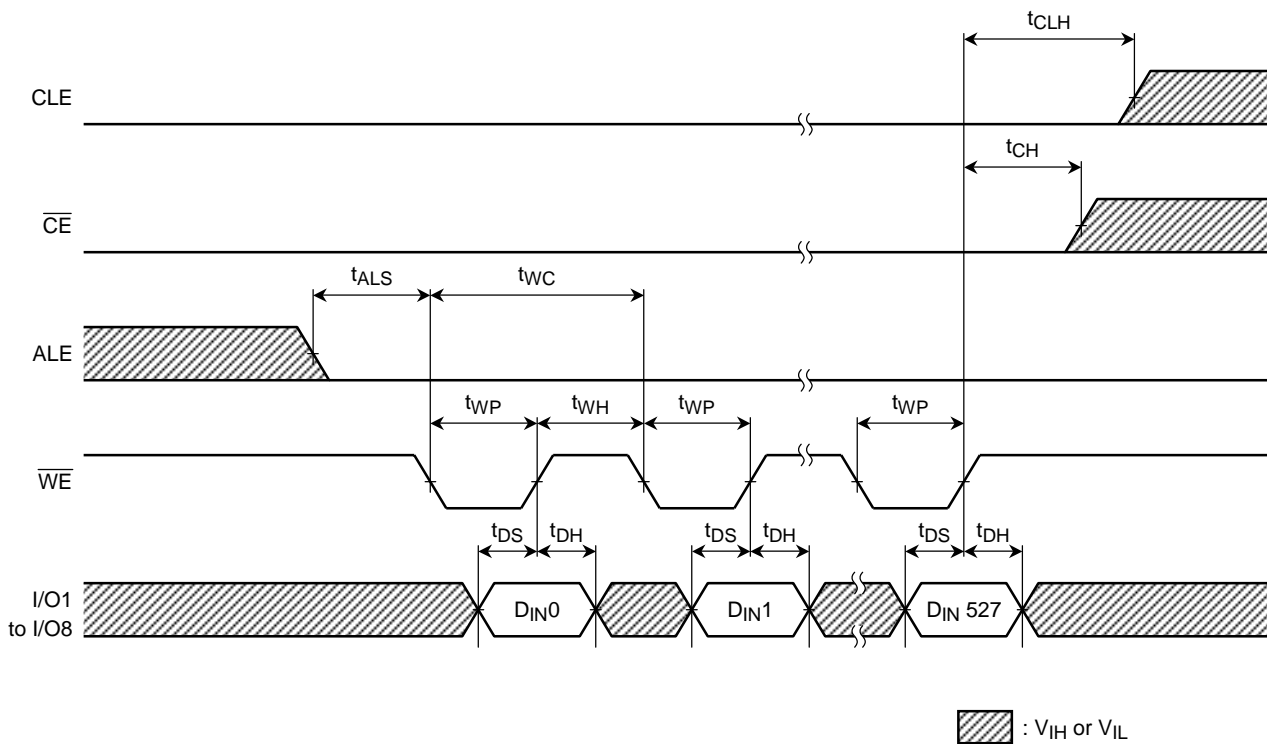 tCLH
CLE
tCH
CE
tALS
tWC
ALE
tWP
tWH
tWP
tWP
WE
tDS
tDH
tDS
tDH
tDS
tDH
I/O1
to I/O8
DIN0
DIN1
DIN 527
: VIH or VIL